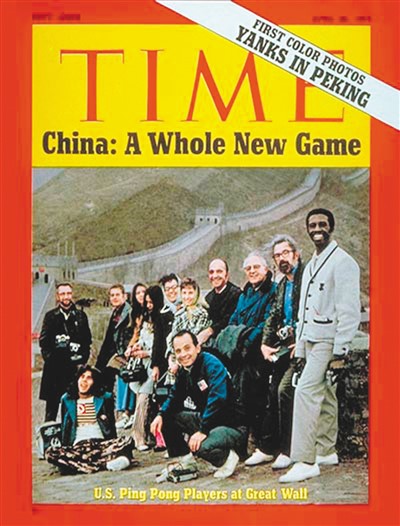 FIRST COLOR PHOTOS
YANKS IN PEKING
TIME
China: A Whole New Game
U.S. Ping Pong Players at Great Wall